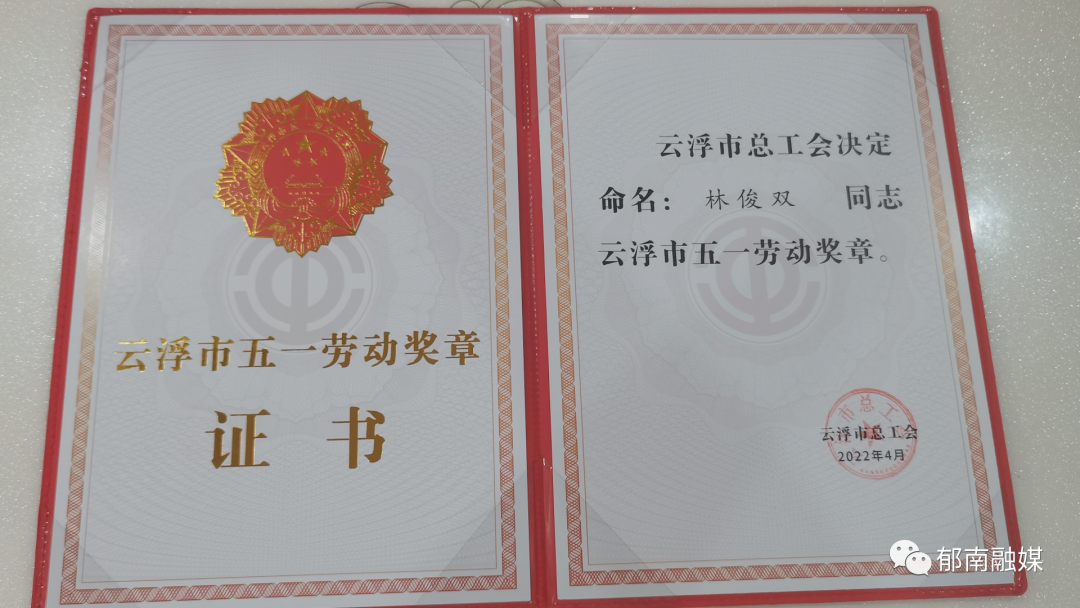 云浮市五一劳动奖章
证书
云浮市总工会决定
命名：林俊双 同志
云浮市五一劳动奖章。
市总工
云浮市总工会
2022年4月
郁南融媒